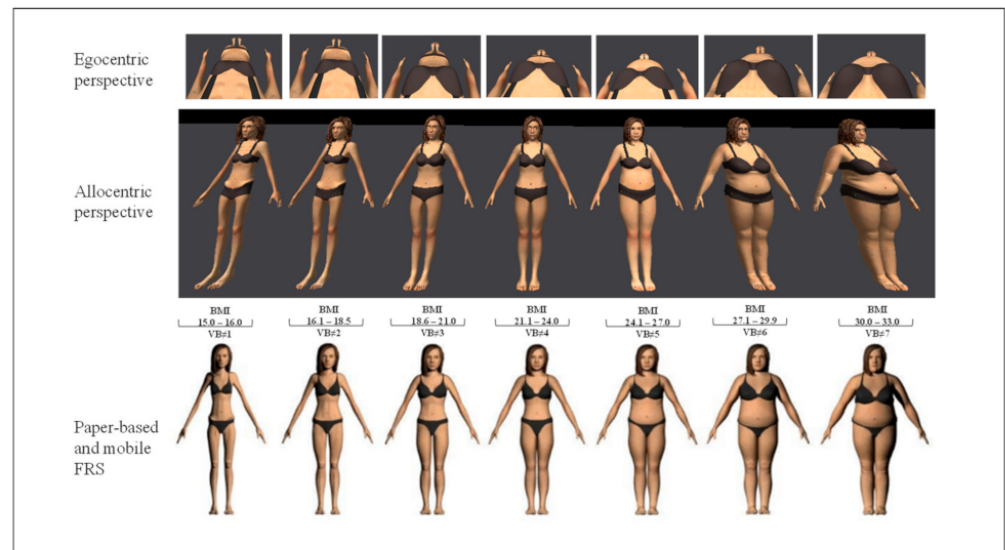 Egocentric
perspective
Allocentric
perspective
BMI
15.0 – 16.0
VB≠1
BMI
16.1 – 18.5
VB≠2
BMI
18.6 – 21.0
VB≠3
BMI
21.1 – 24.0
VB≠4
BMI
24.1 – 27.0
VB≠5
BMI
27.1 – 29.9
VB≠6
BMI
30.0 – 33.0
VB≠7
Paper-based
and mobile
FRS